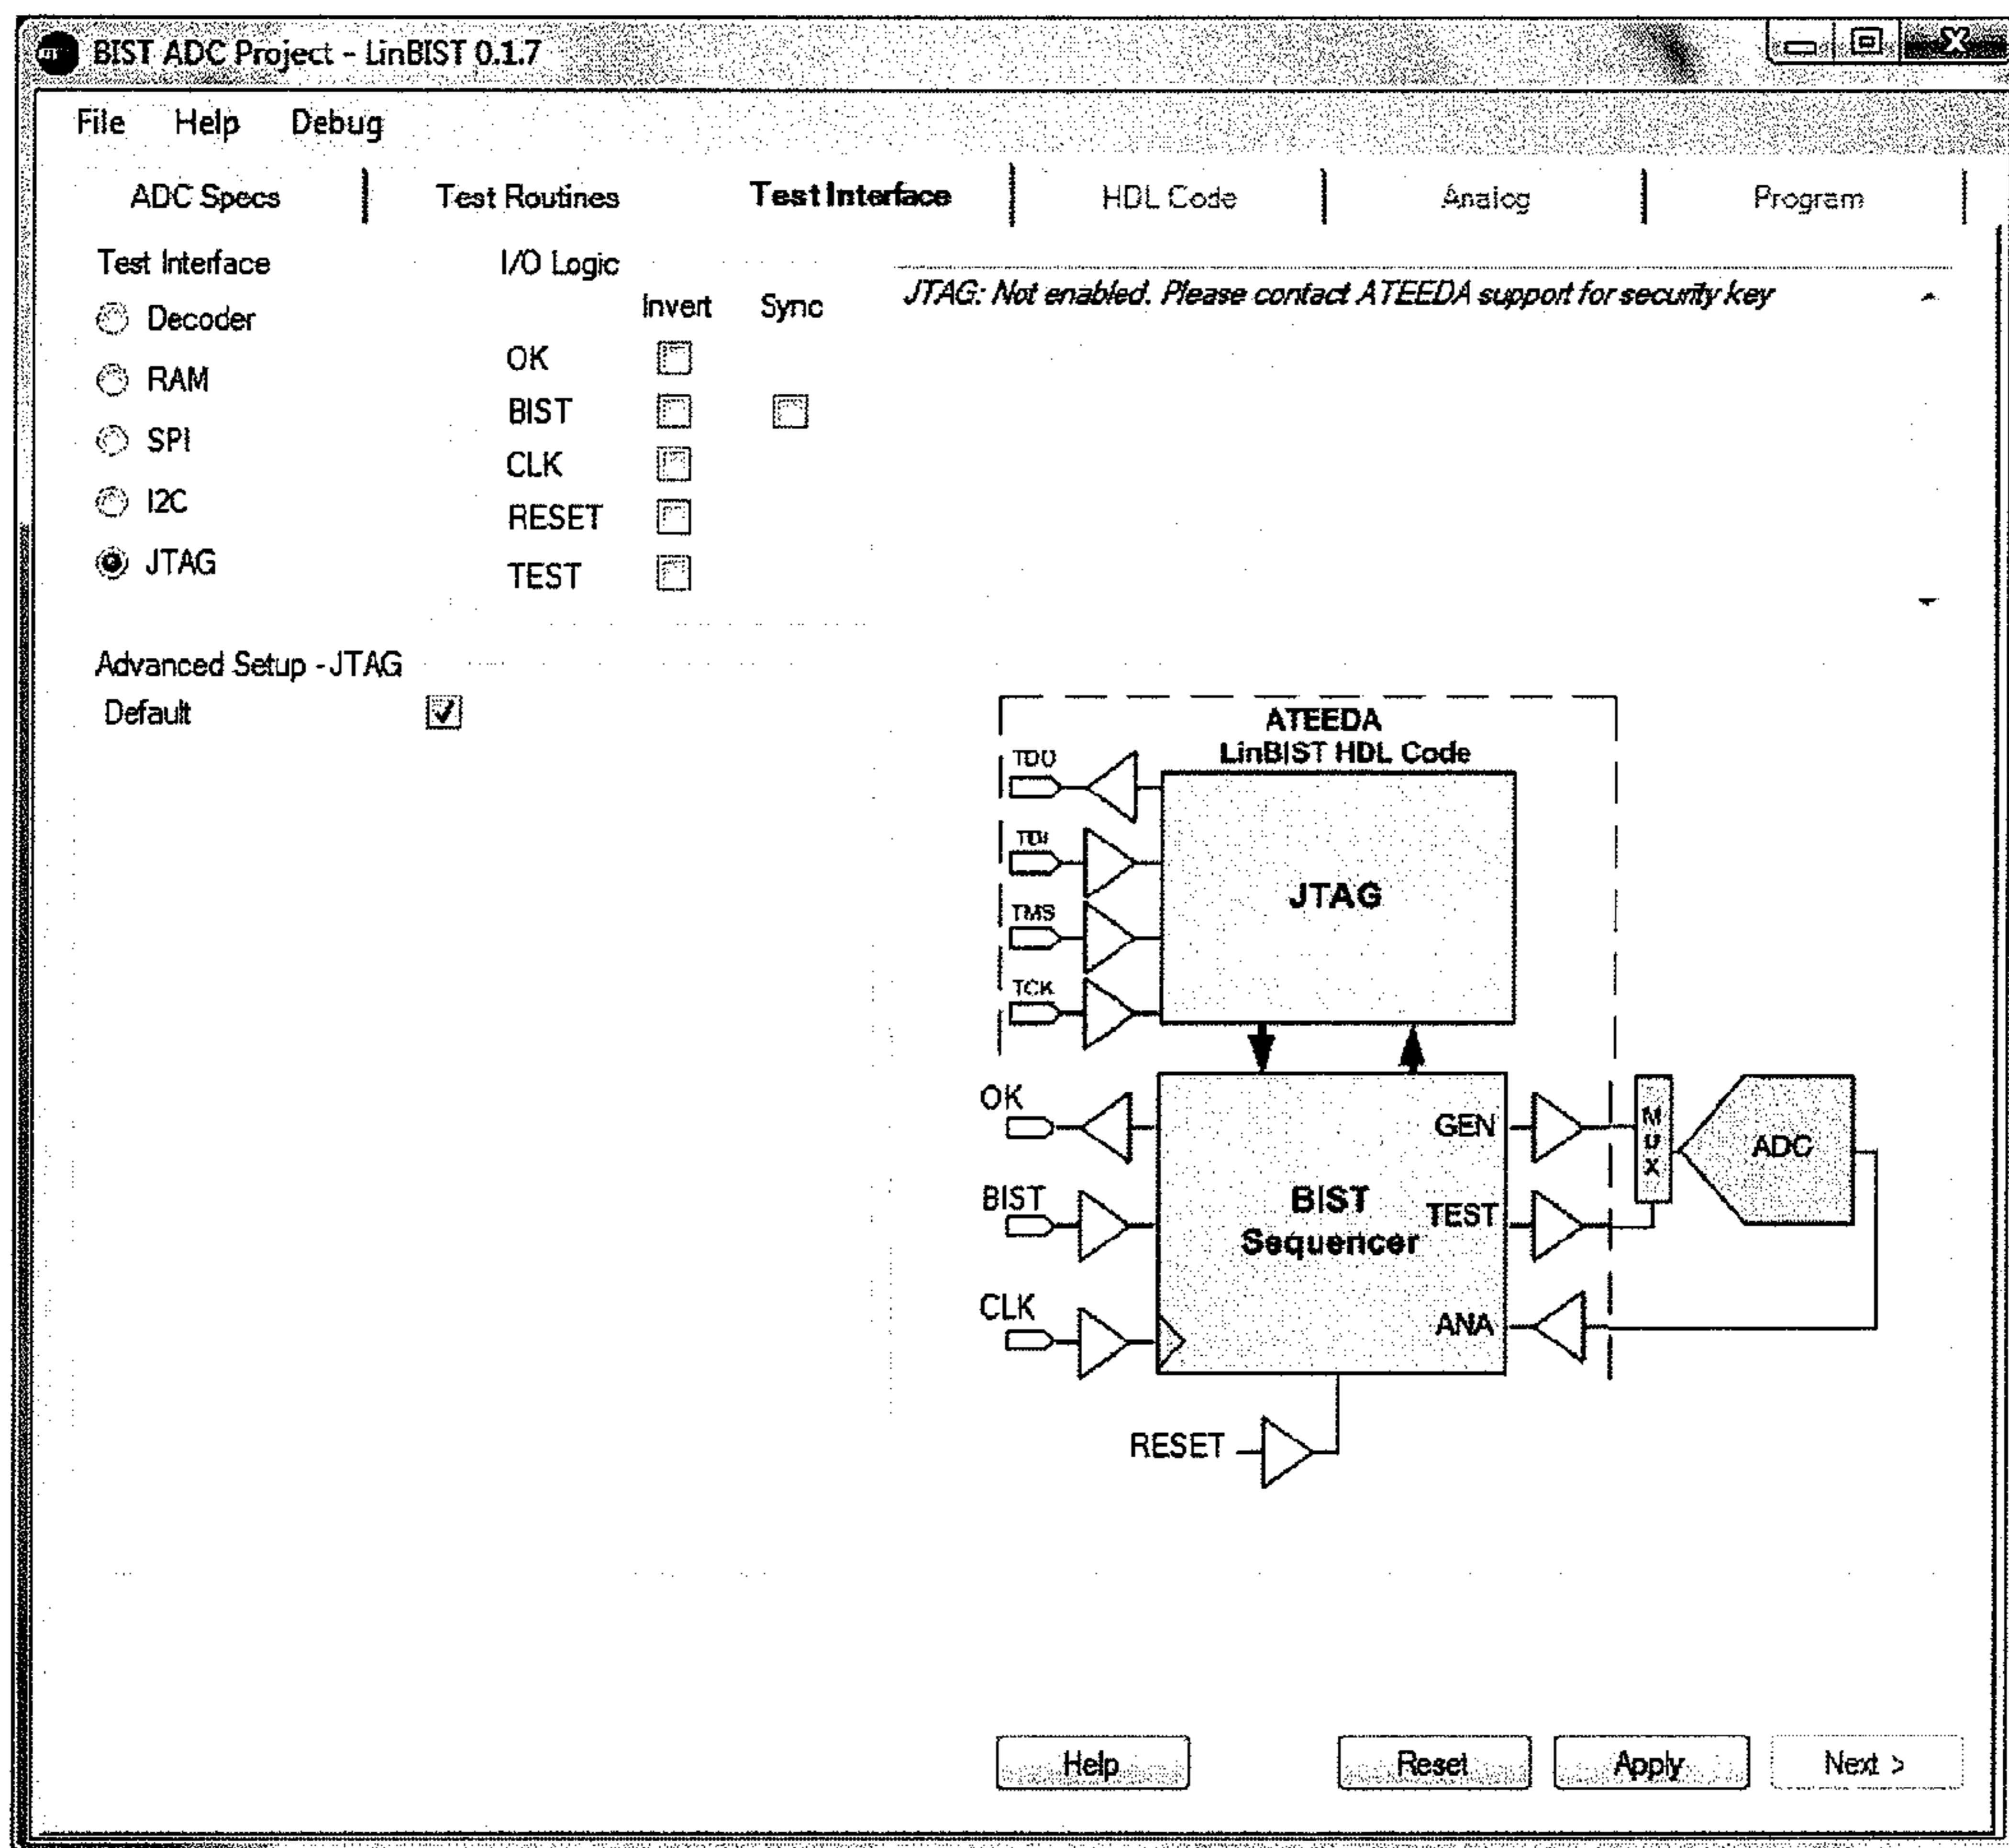 BIST ADC Project - LinBIST 0.1.7
File Help Debug
ADC Specs Test Routines Test Interface HDL Code Analog Program
Test Interface
Decoder
RAM
SPI
I2C
JTAG
I/O Logic
Invert Sync
OK
BIST
CLK
RESET
TEST
JTAG: Not enabled. Please contact ATEEDA support for security key
Advanced Setup - JTAG
Default
ATEEDA
LinBIST HDL Code
TDO
TDI
TMS
TCK
JTAG
OK
BIST
CLK
BIST
Sequencer
GEN
TEST
ANA
MUX
ADC
RESET
Help Reset Apply Next >